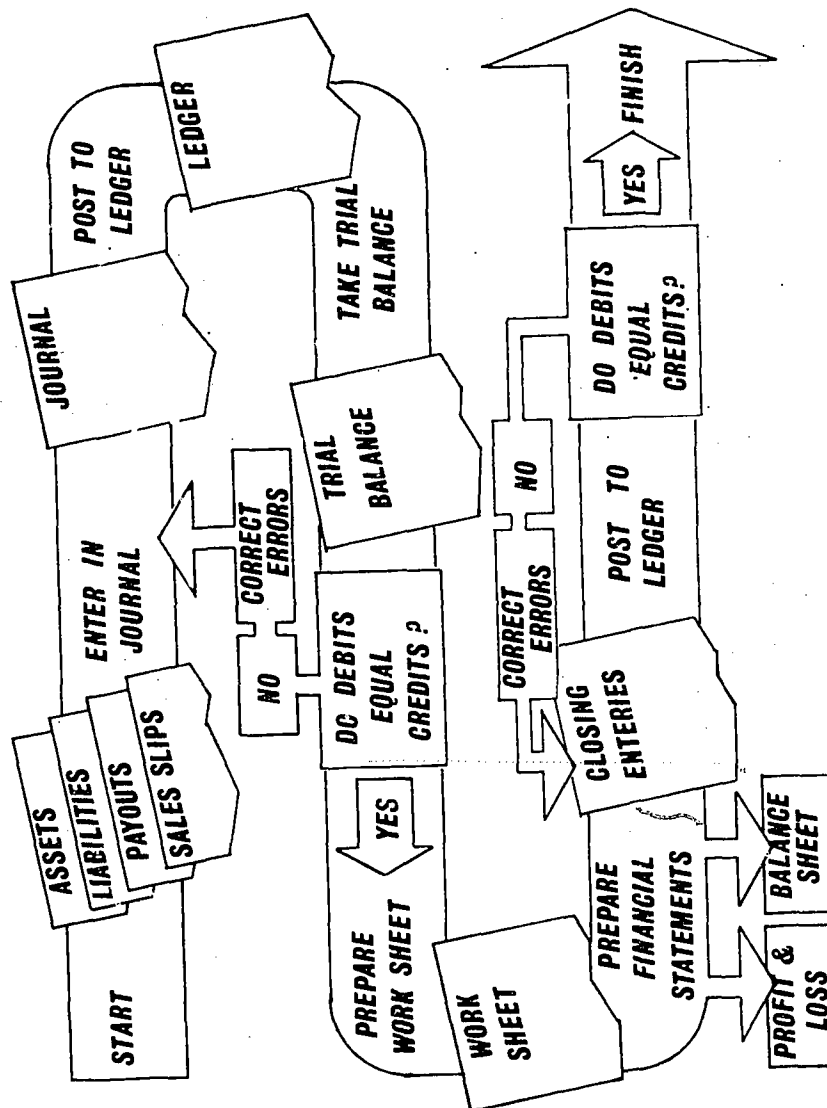 START
ASSETS
LIABILITIES
PAYOUTS
SALES SLIPS
ENTER IN
JOURNAL
JOURNAL
POST TO
LEDGER
LEDGER
TAKE TRIAL
BALANCE
TRIAL
BALANCE
DC DEBITS
EQUAL
CREDITS?
NO
CORRECT
ERRORS
YES
PREPARE
WORK SHEET
WORK
SHEET
PREPARE
FINANCIAL
STATEMENTS
PROFIT &
LOSS
BALANCE
SHEET
CLOSING
ENTERIES
POST TO
LEDGER
DO DEBITS
EQUAL
CREDITS?
NO
CORRECT
ERRORS
YES
FINISH